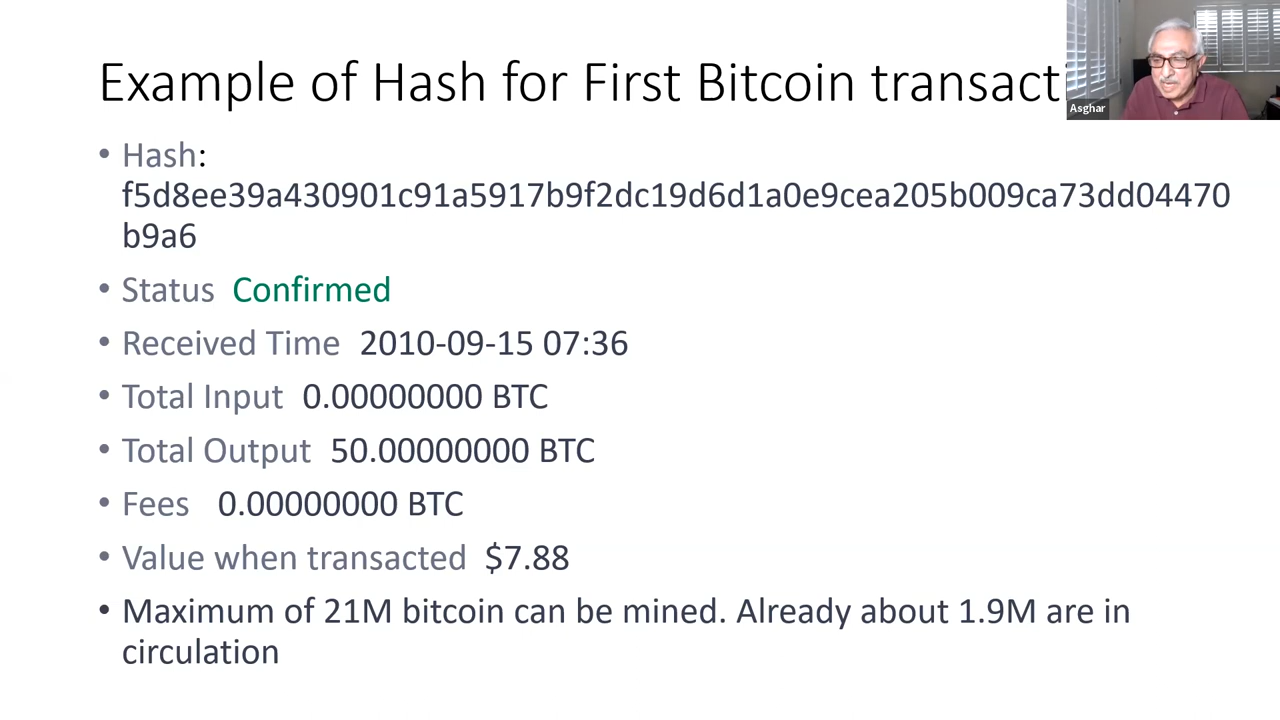 Example of Hash for First Bitcoin transact
Asghar
• Hash:
f5d8ee39a430901c91a5917b9f2dc19d6d1a0e9cea205b009ca73dd04470
b9a6
• Status Confirmed
• Received Time 2010-09-15 07:36
• Total Input 0.00000000 BTC
• Total Output 50.00000000 BTC
• Fees 0.00000000 BTC
• Value when transacted $7.88
• Maximum of 21M bitcoin can be mined. Already about 1.9M are in
circulation